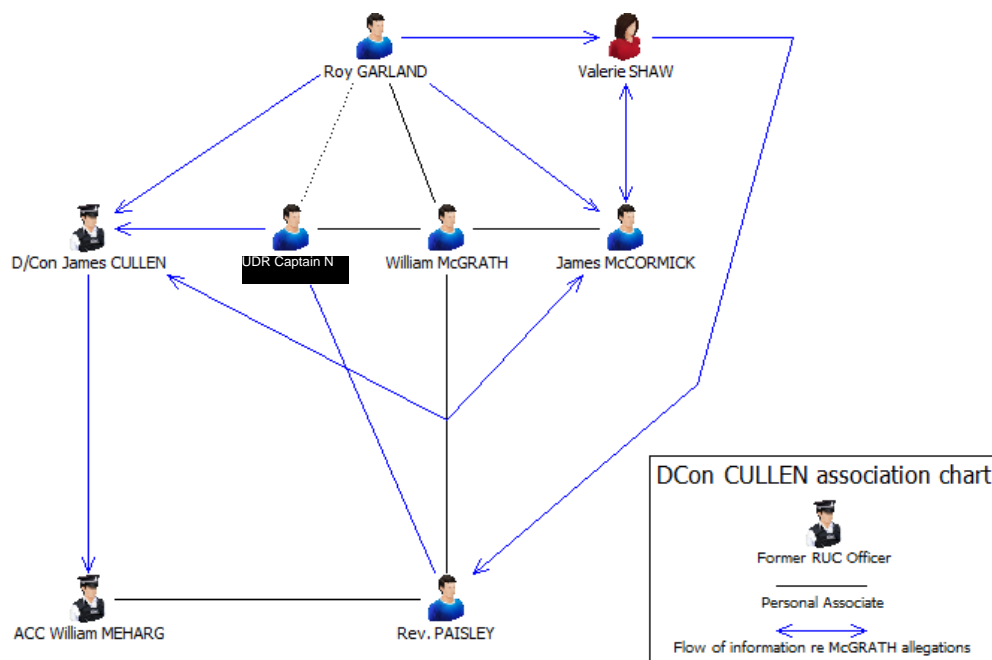 Roy GARLAND
Valerie SHAW
D/Con James CULLEN
UDR Captain N
William McGRATH
James McCORMICK
ACC William MEHARG
Rev. PAISLEY
DCon CULLEN association chart
Former RUC Officer
Personal Associate
Flow of information re McGRATH allegations